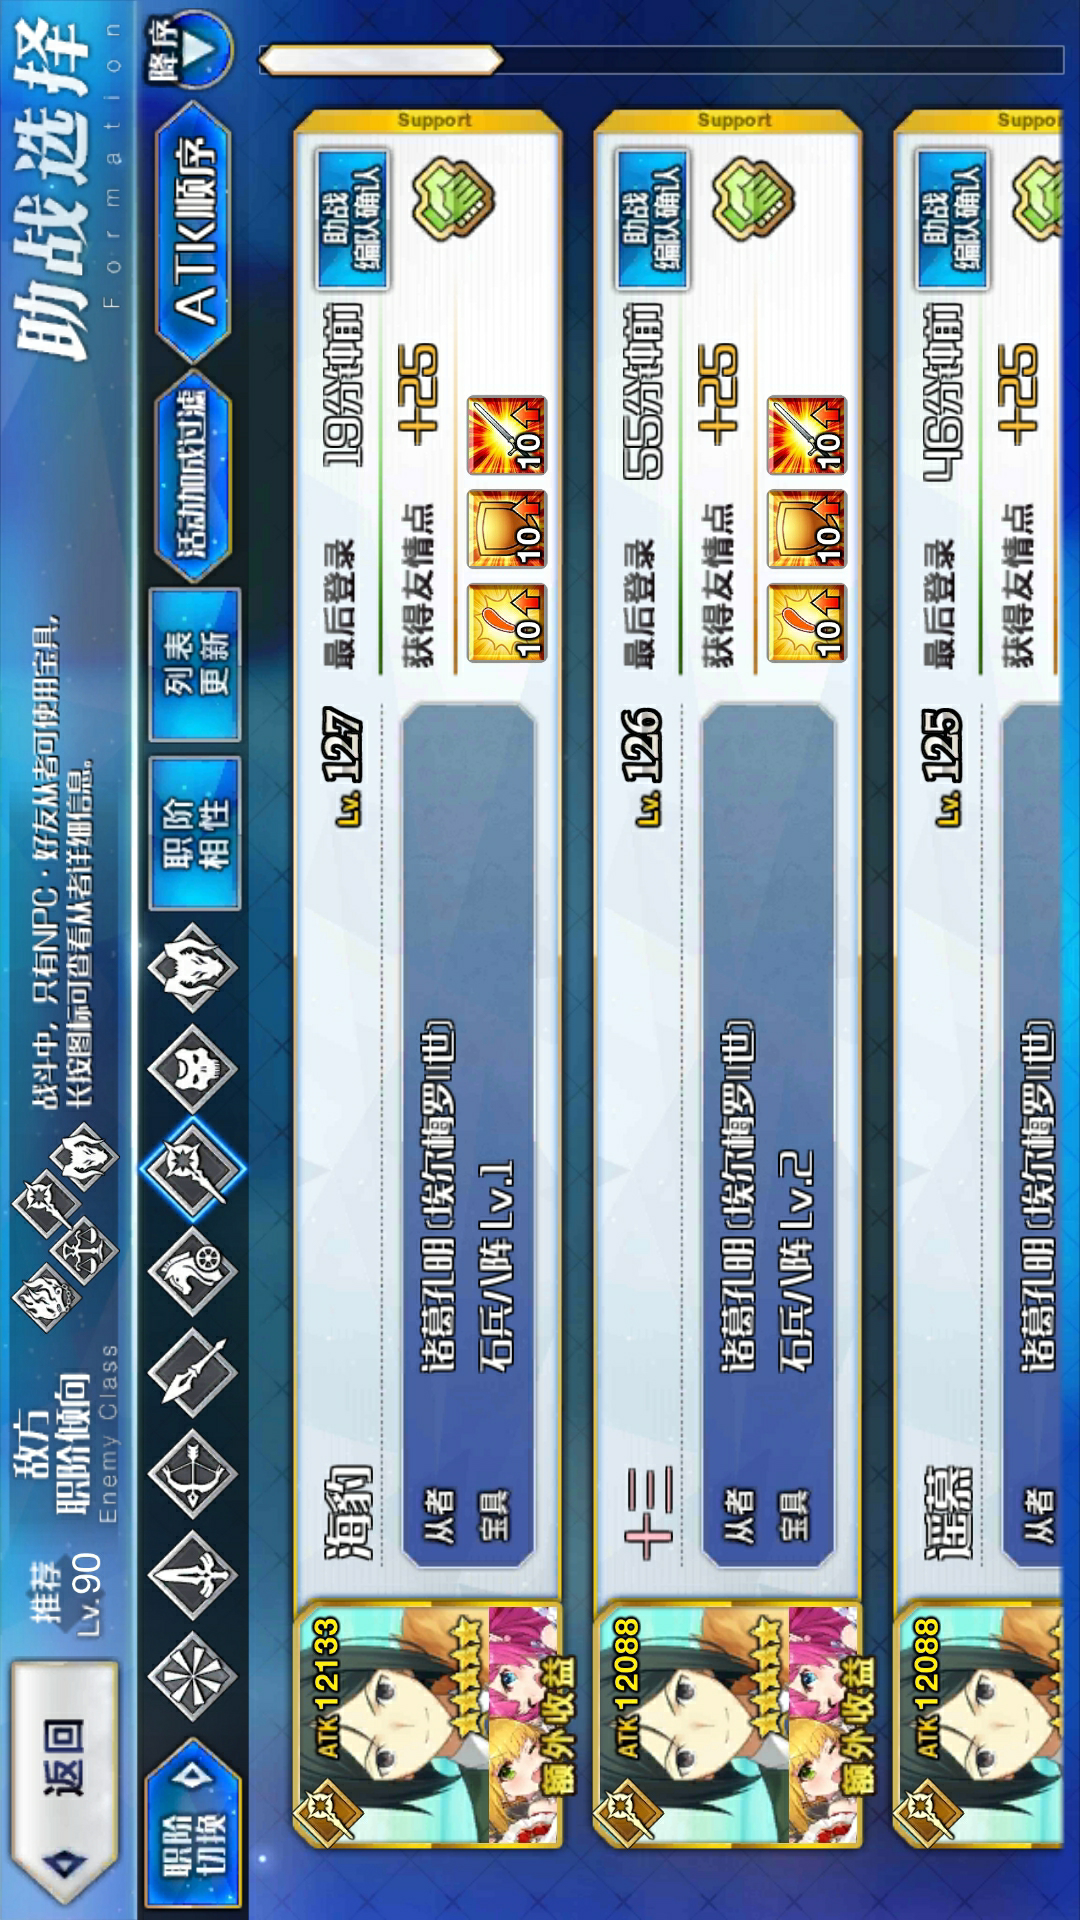 返回
推荐
Lv.90
敌方
职阶倾向
Enemy Class
战斗中，只有NPC·好友从者可使用宝具，
长按图标可查看从者详细信息。
助战选择
Formation
职阶
切换
职阶
相性
列表
更新
活动加成过滤
ATK顺序
降序
Support
ATK12133
额外收益
海豹
Lv.127
从者 诸葛孔明〔埃尔梅罗II世〕
宝具 石兵八阵 Lv.1
最后登录 19分钟前
获得友情点 +25
10 10 10
助战
编队确认
Support
ATK12088
额外收益
十三
Lv.126
从者 诸葛孔明〔埃尔梅罗II世〕
宝具 石兵八阵 Lv.2
最后登录 55分钟前
获得友情点 +25
10 10 10
助战
编队确认
Support
ATK12088
谣慕
Lv.125
从者 诸葛孔明〔埃尔梅罗II世〕
最后登录 46分钟前
获得友情点 +25
助战
编队确认